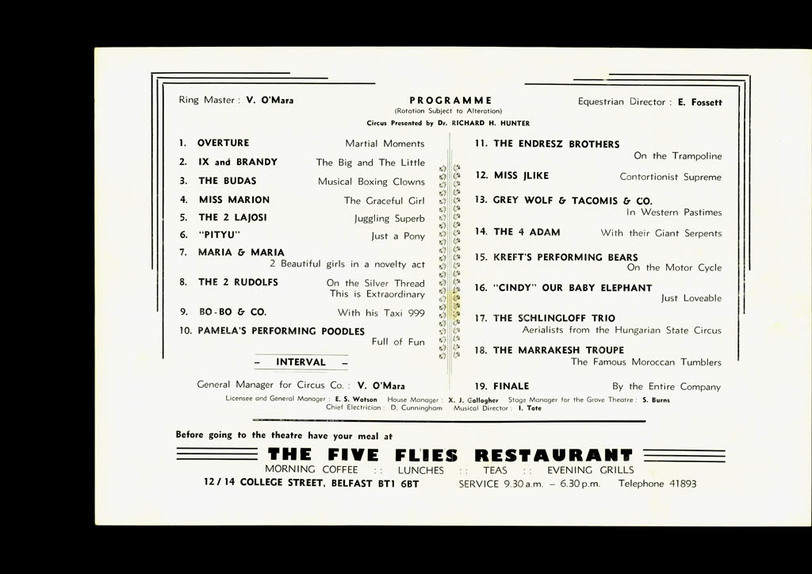 Ring Master : V. O'Mara
PROGRAMME
(Rotation Subject to Alteration)
Circus Presented by Dr. RICHARD H. HUNTER
Equestrian Director : E. Fossett
1. OVERTURE Martial Moments
2. IX and BRANDY The Big and The Little
3. THE BUDAS Musical Boxing Clowns
4. MISS MARION The Graceful Girl
5. THE 2 LAJOSI Juggling Superb
6. "PITYU" Just a Pony
7. MARIA & MARIA
2 Beautiful girls in a novelty act
8. THE 2 RUDOLFS On the Silver Thread
This is Extraordinary
9. BO-BO & CO. With his Taxi 999
10. PAMELA'S PERFORMING POODLES
Full of Fun
– INTERVAL –
11. THE ENDRESZ BROTHERS
On the Trampoline
12. MISS JLIKE Contortionist Supreme
13. GREY WOLF & TACOMIS & CO.
In Western Pastimes
14. THE 4 ADAM With their Giant Serpents
15. KREFT'S PERFORMING BEARS
On the Motor Cycle
16. "CINDY" OUR BABY ELEPHANT
Just Loveable
17. THE SCHLINGLOFF TRIO
Aerialists from the Hungarian State Circus
18. THE MARRAKESH TROUPE
The Famous Moroccan Tumblers
19. FINALE By the Entire Company
General Manager for Circus Co. : V. O'Mara
Licensee and General Manager : E. S. Watson House Manager : X. J. Gallagher Stage Manager for the Grove Theatre : S. Burns
Chief Electrician : D. Cunningham Musical Director : I. Tate
Before going to the theatre have your meal at
THE FIVE FLIES RESTAURANT
MORNING COFFEE :: LUNCHES :: TEAS :: EVENING GRILLS
12/14 COLLEGE STREET, BELFAST BT1 6BT SERVICE 9.30 a.m. – 6.30 p.m. Telephone 41893